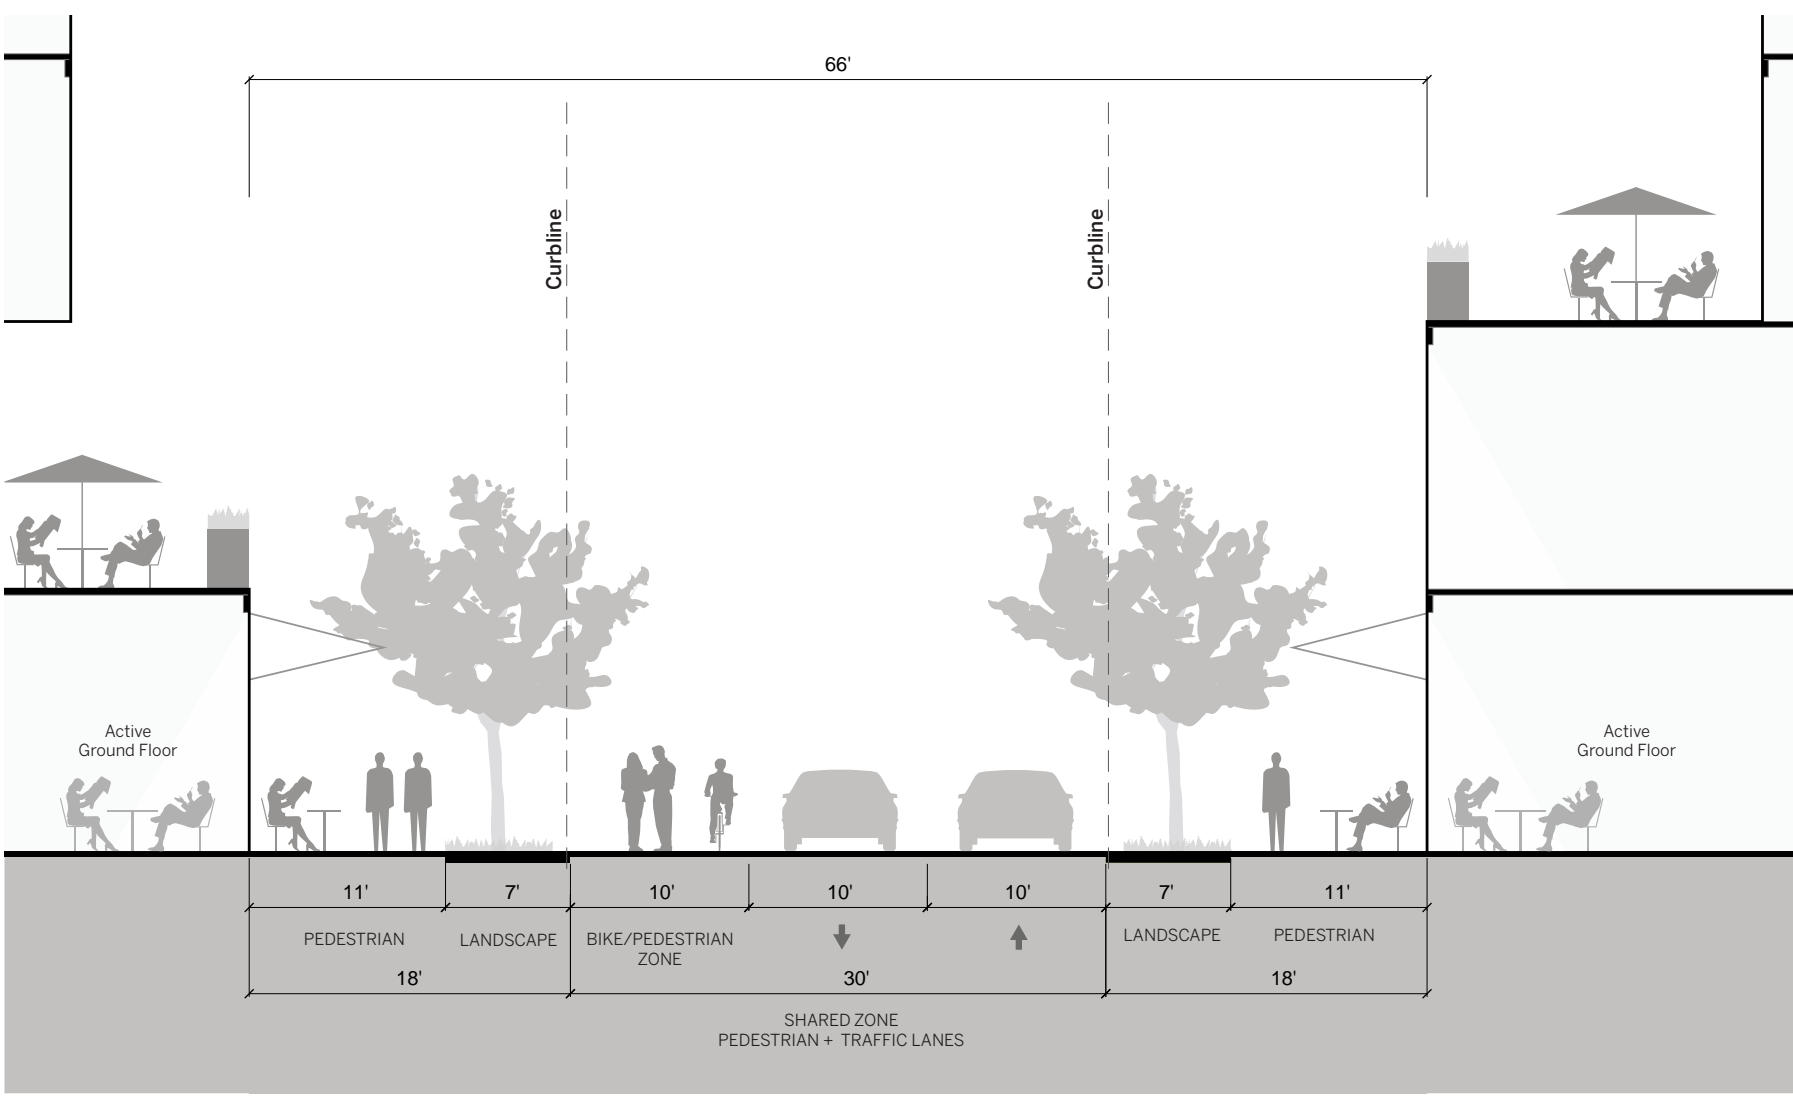 66'
Curbline
Curbline
Active
Ground Floor
Active
Ground Floor
11'
7'
10'
10'
10'
7'
11'
PEDESTRIAN
LANDSCAPE
BIKE/PEDESTRIAN
ZONE
LANDSCAPE
PEDESTRIAN
18'
30'
18'
SHARED ZONE
PEDESTRIAN + TRAFFIC LANES